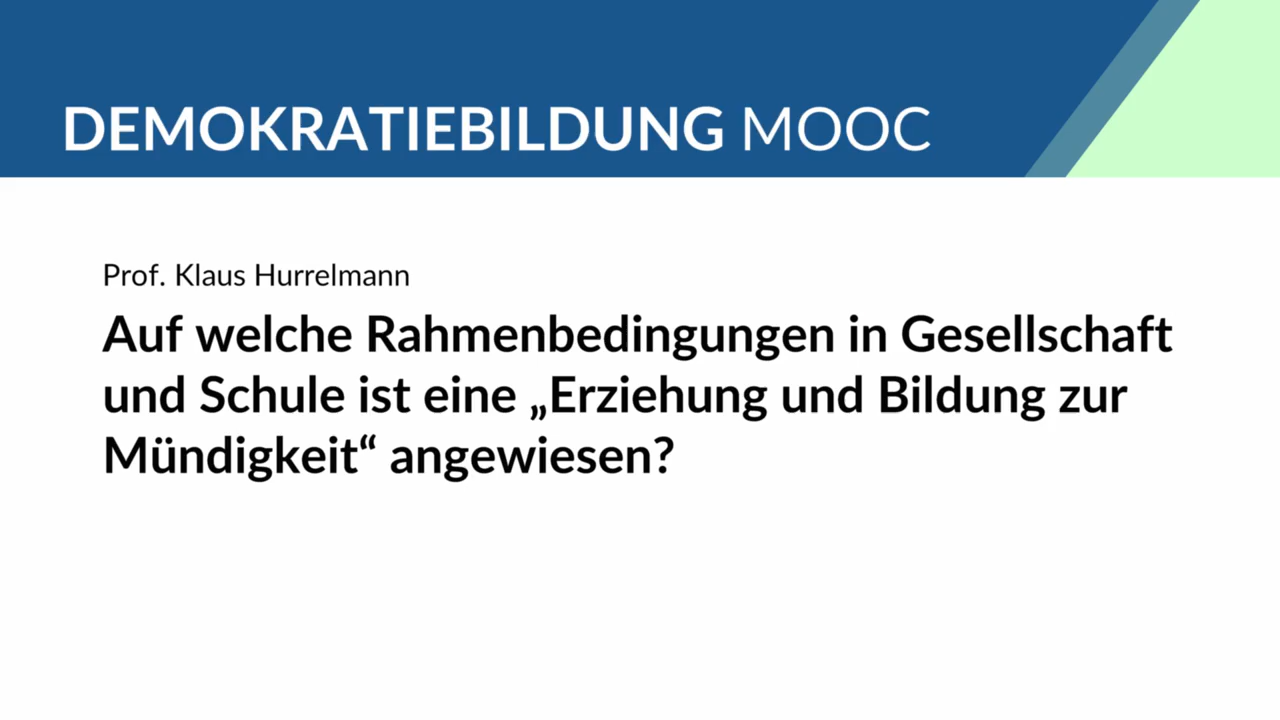 DEMOKRATIEBILDUNG MOOC
Prof. Klaus Hurrelmann
Auf welche Rahmenbedingungen in Gesellschaft
und Schule ist eine „Erziehung und Bildung zur
Mündigkeit“ angewiesen?